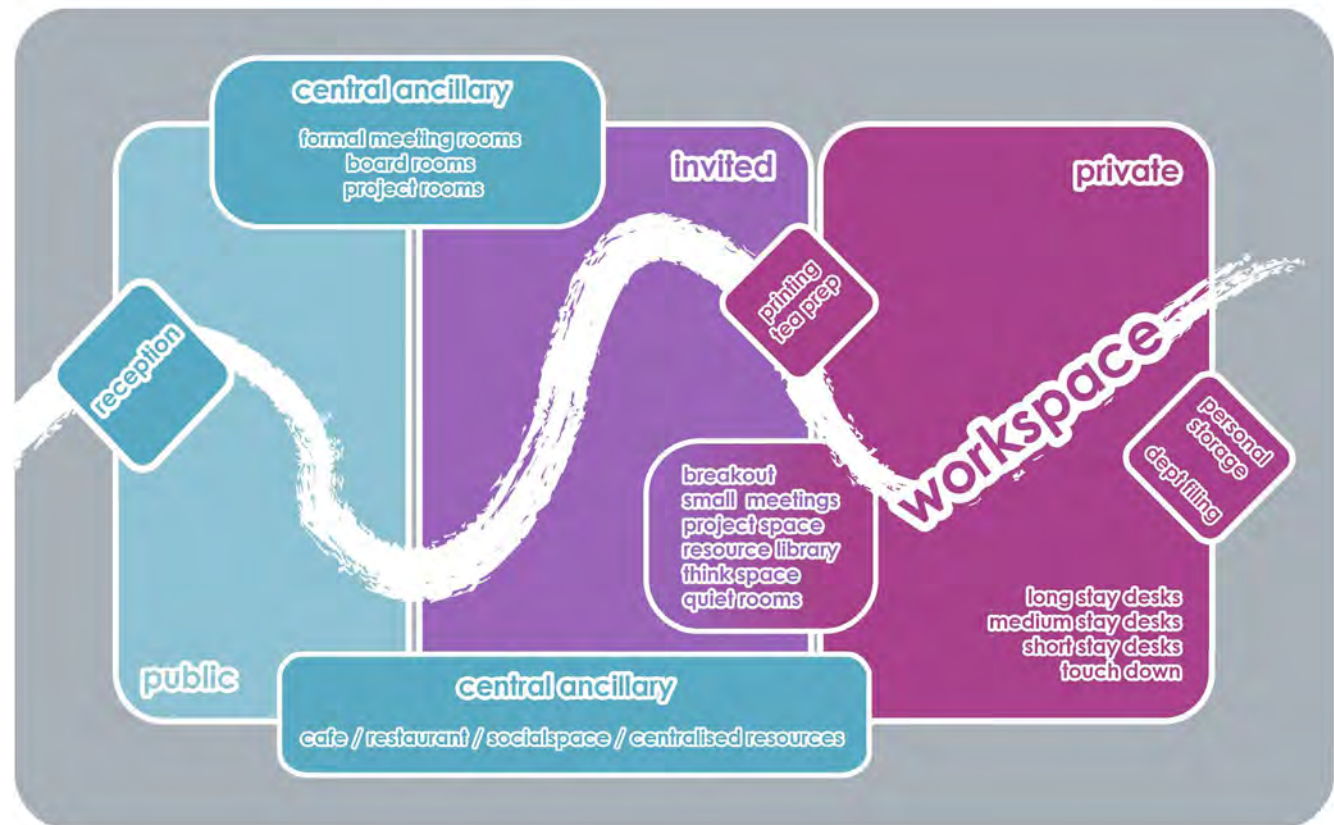 central ancillary
formal meeting rooms
board rooms
project rooms
invited
private
reception
printing
tea prep
workspace
personal
storage
dept filing
breakout
small meetings
project space
resource library
think space
quiet rooms
long stay desks
medium stay desks
short stay desks
touch down
public
central ancillary
cafe / restaurant / socialspace / centralised resources